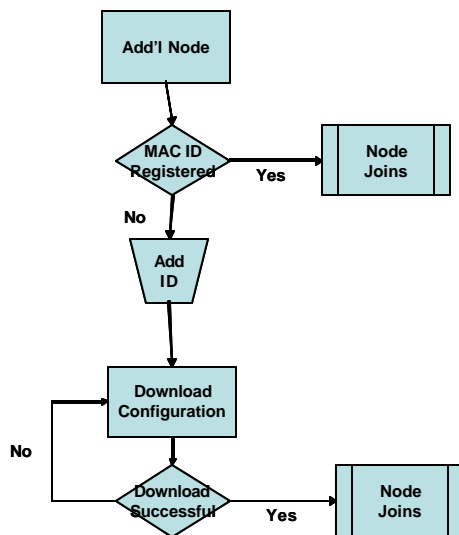 Add'l Node
MAC ID
Registered
Yes
Node
Joins
No
Add
ID
Download
Configuration
No
Download
Successful
Yes
Node
Joins